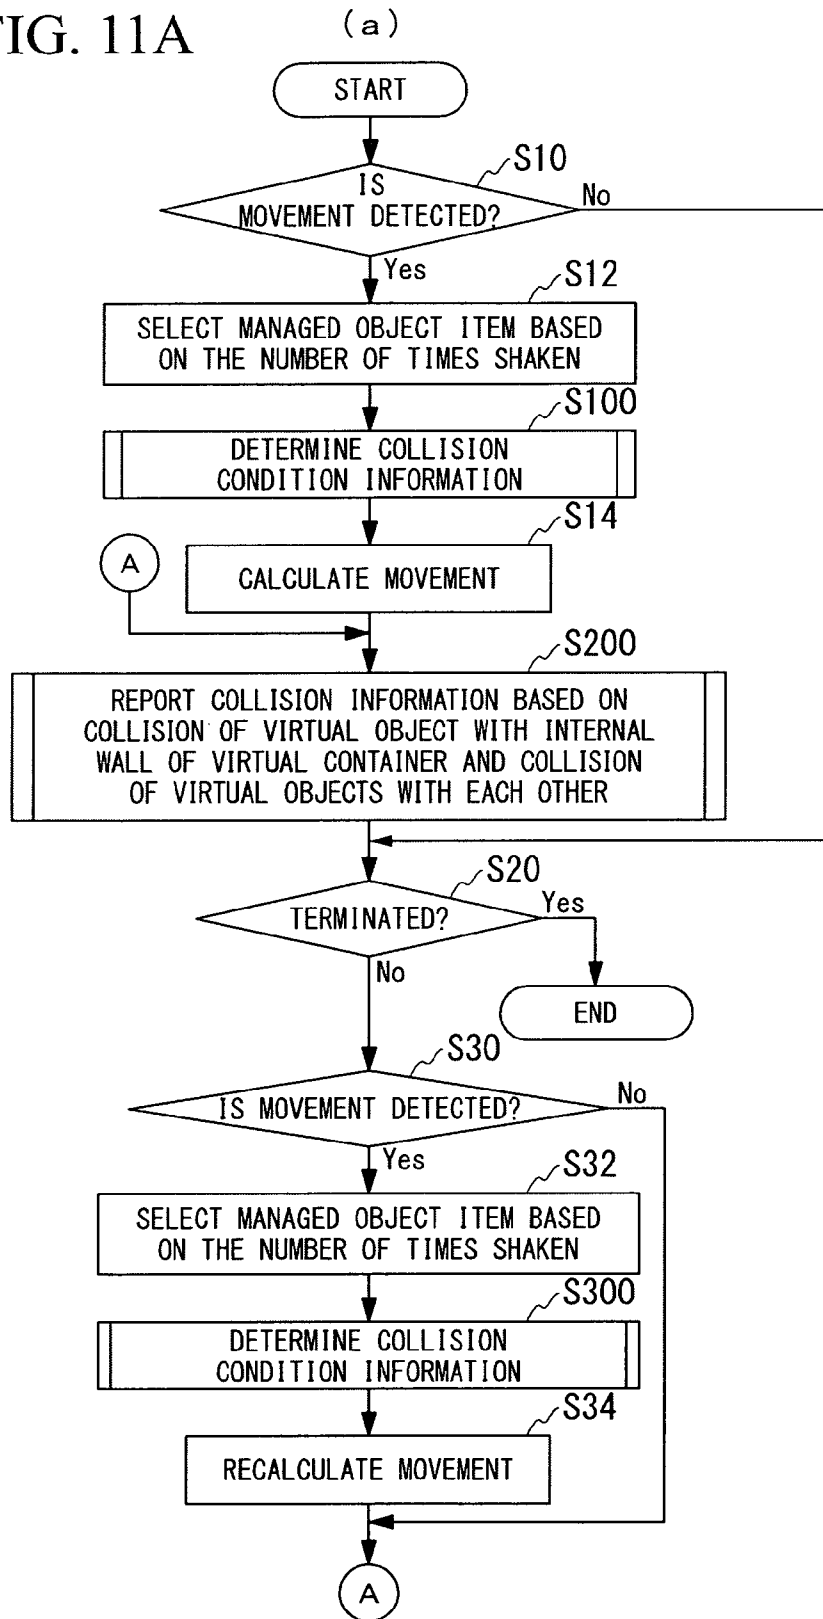 FIG. 11A
(a)
START
S10
IS
MOVEMENT DETECTED?
No
Yes
S12
SELECT MANAGED OBJECT ITEM BASED
ON THE NUMBER OF TIMES SHAKEN
S100
DETERMINE COLLISION
CONDITION INFORMATION
S14
A
CALCULATE MOVEMENT
S200
REPORT COLLISION INFORMATION BASED ON
COLLISION OF VIRTUAL OBJECT WITH INTERNAL
WALL OF VIRTUAL CONTAINER AND COLLISION
OF VIRTUAL OBJECTS WITH EACH OTHER
S20
TERMINATED?
Yes
No
END
S30
IS MOVEMENT DETECTED?
No
Yes
S32
SELECT MANAGED OBJECT ITEM BASED
ON THE NUMBER OF TIMES SHAKEN
S300
DETERMINE COLLISION
CONDITION INFORMATION
S34
RECALCULATE MOVEMENT
A